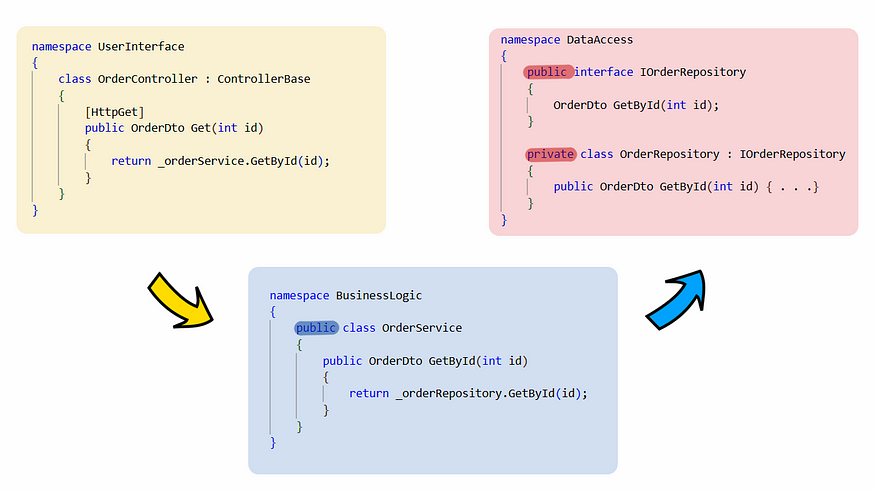 namespace UserInterface
{
class OrderController : ControllerBase
{
[HttpGet]
public OrderDto Get(int id)
{
return _orderService.GetById(id);
}
}
}
namespace DataAccess
{
public interface IOrderRepository
{
OrderDto GetById(int id);
}
private class OrderRepository : IOrderRepository
{
public OrderDto GetById(int id) { . . .}
}
}
namespace BusinessLogic
{
public class OrderService
{
public OrderDto GetById(int id)
{
return _orderRepository.GetById(id);
}
}
}